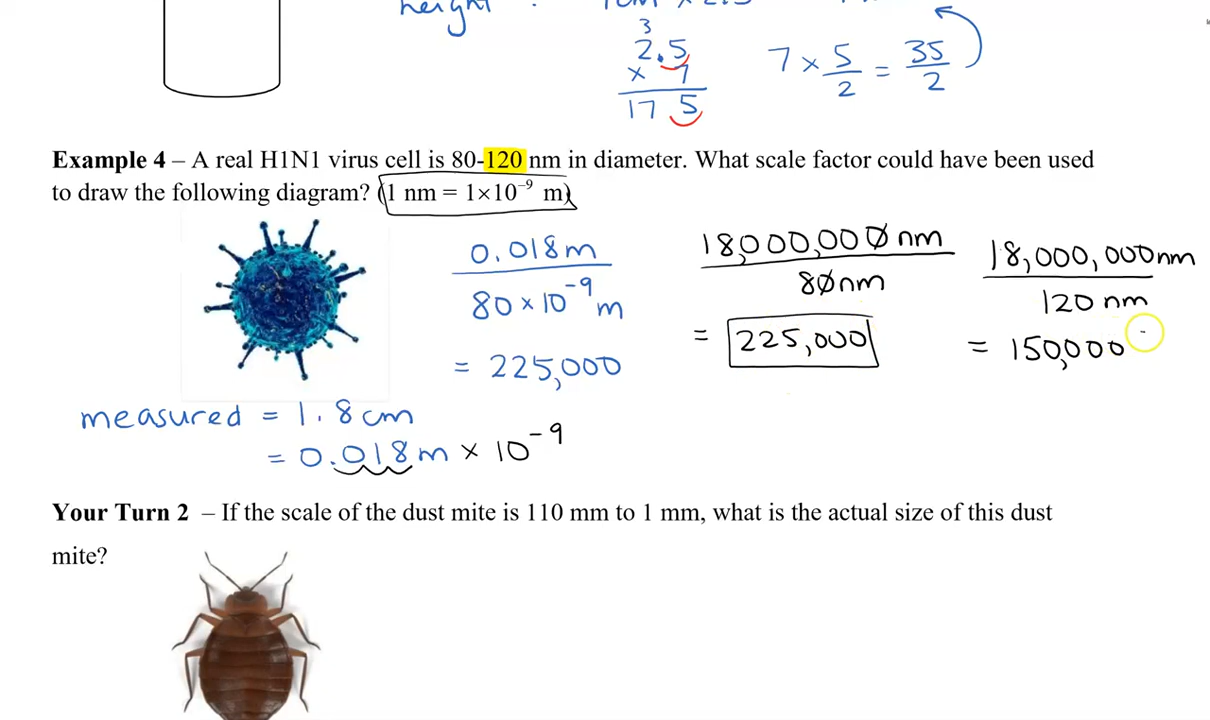 height : 
3
2.5
× 7
17 5
7 × 5/2 = 35/2
Example 4 – A real H1N1 virus cell is 80-120 nm in diameter. What scale factor could have been used
to draw the following diagram? (1 nm = 1×10⁻⁹ m)
0.018m / 80 × 10⁻⁹ m
= 225,000
18,000,000 nm / 80 nm
= 225,000
18,000,000 nm / 120 nm
= 150,000
measured = 1.8 cm
= 0.018 m × 10⁻⁹
Your Turn 2 – If the scale of the dust mite is 110 mm to 1 mm, what is the actual size of this dust
mite?